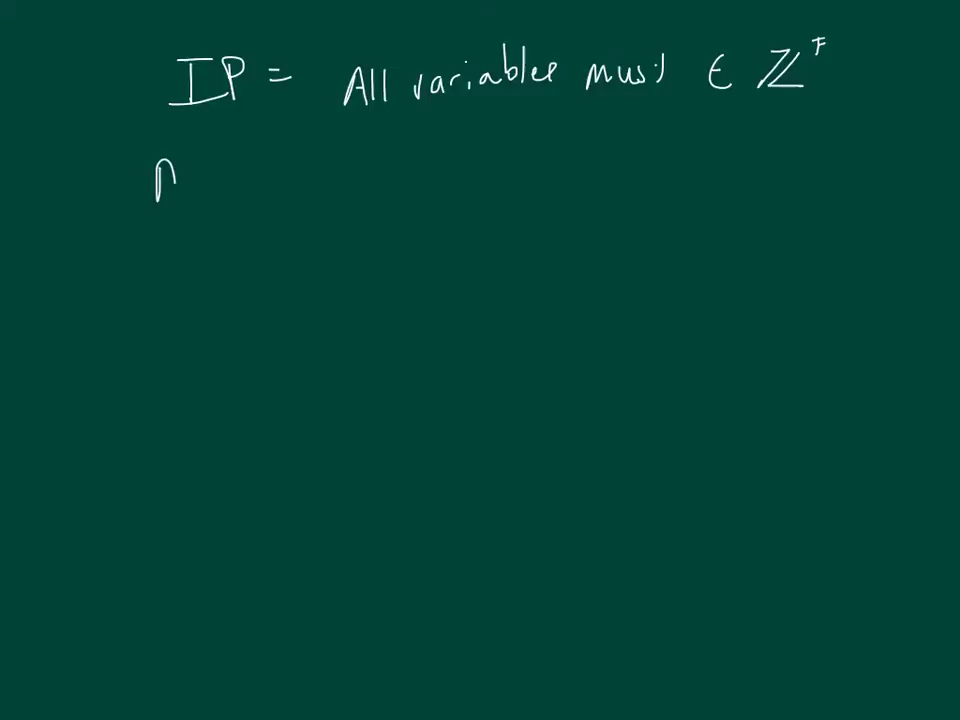 IP = All variables must ∈ ℤ⁺